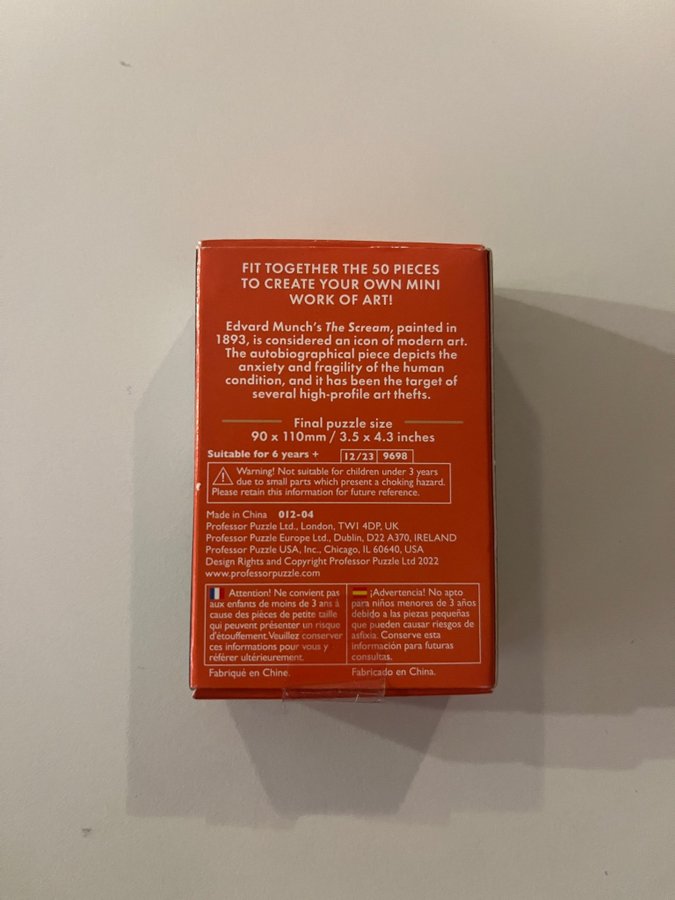 FIT TOGETHER THE 50 PIECES
TO CREATE YOUR OWN MINI
WORK OF ART!
Edvard Munch's The Scream, painted in
1893, is considered an icon of modern art.
The autobiographical piece depicts the
anxiety and fragility of the human
condition, and it has been the target of
several high-profile art thefts.
Final puzzle size
90 x 110mm / 3.5 x 4.3 inches
Suitable for 6 years + 12/23 9698
Warning! Not suitable for children under 3 years
due to small parts which present a choking hazard.
Please retain this information for future reference.
Made in China 012-04
Professor Puzzle Ltd., London, TW1 4DP, UK
Professor Puzzle Europe Ltd., Dublin, D22 A370, IRELAND
Professor Puzzle USA, Inc., Chicago, IL 60640, USA
Design Rights and Copyright Professor Puzzle Ltd 2022
www.professorpuzzle.com
Attention! Ne convient pas
aux enfants de moins de 3 ans à
cause des pièces de petite taille
qui peuvent présenter un risque
d'étouffement. Veuillez conserver
ces informations pour vous y
référer ultérieurement.
Fabriqué en Chine.
¡Advertencia! No apto
para niños menores de 3 años
debido a las piezas pequeñas
que pueden causar riesgos de
asfixia. Conserve esta
información para futuras
consultas.
Fabricado en China.